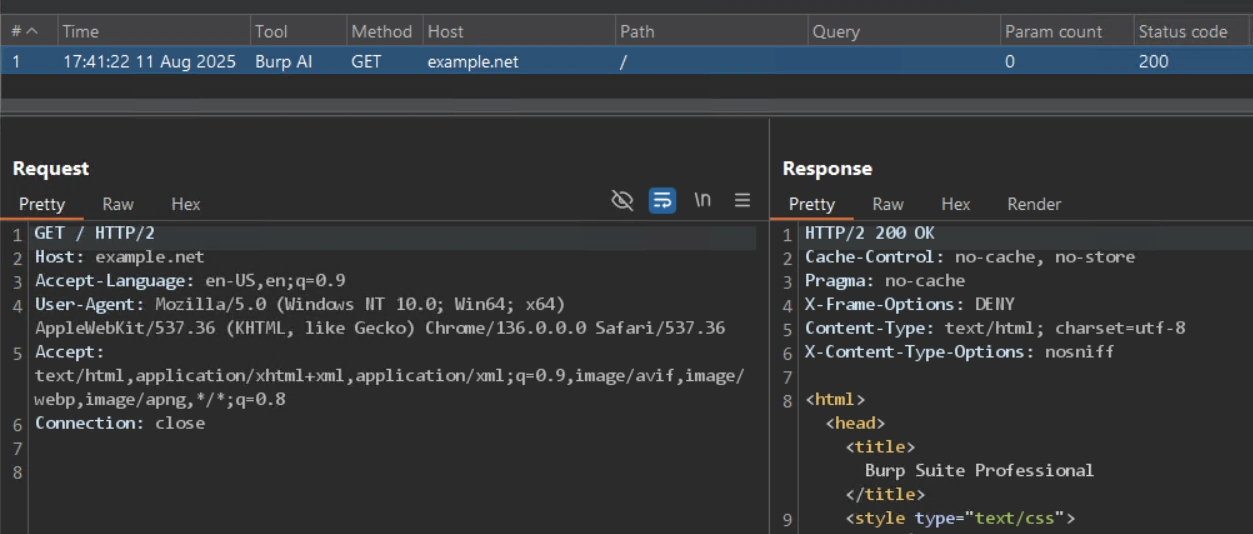 # Time Tool Method Host Path Query Param count Status code
1 17:41:22 11 Aug 2025 Burp AI GET example.net / 0 200
Request
Pretty Raw Hex \n
1 GET / HTTP/2
2 Host: example.net
3 Accept-Language: en-US,en;q=0.9
4 User-Agent: Mozilla/5.0 (Windows NT 10.0; Win64; x64)
AppleWebKit/537.36 (KHTML, like Gecko) Chrome/136.0.0.0 Safari/537.36
5 Accept:
text/html,application/xhtml+xml,application/xml;q=0.9,image/avif,image/
webp,image/apng,*/*;q=0.8
6 Connection: close
7
8
Response
Pretty Raw Hex Render
1 HTTP/2 200 OK
2 Cache-Control: no-cache, no-store
3 Pragma: no-cache
4 X-Frame-Options: DENY
5 Content-Type: text/html; charset=utf-8
6 X-Content-Type-Options: nosniff
7
8 <html>
<head>
<title>
Burp Suite Professional
</title>
9 <style type="text/css">